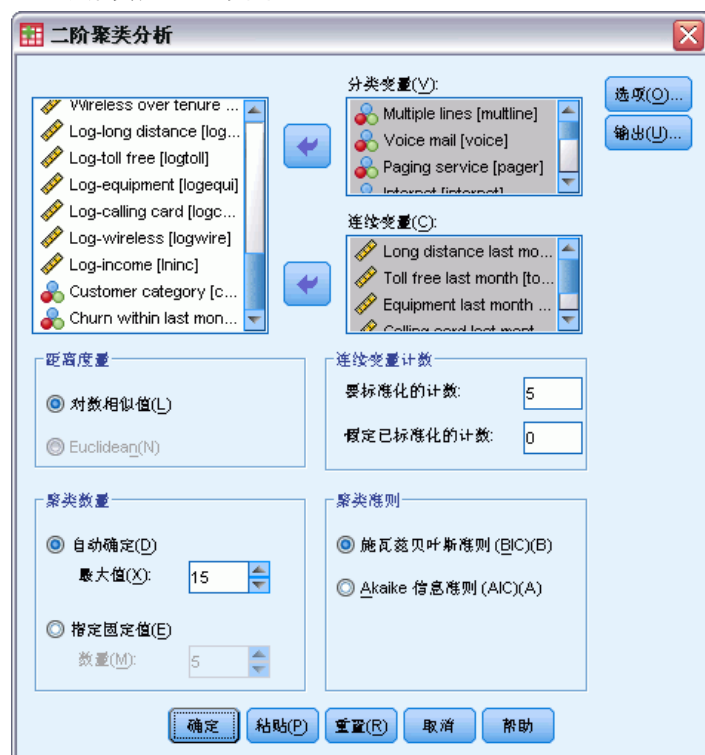 二阶聚类分析
Wireless over tenure ...
Log-long distance [log...
Log-toll free [logtoll]
Log-equipment [logequi]
Log-calling card [logc...
Log-wireless [logwire]
Log-income [lninc]
Customer category [c...
Churn within last mon...
分类变量(V):
Multiple lines [multline]
Voice mail [voice]
Paging service [pager]
Internet [internet]
连续变量(C):
Long distance last mo...
Toll free last month [to...
Equipment last month ...
Calling card last mont...
选项(O)...
输出(U)...
距离度量
对数相似值(L)
Euclidean(N)
连续变量计数
要标准化的计数: 5
假定已标准化的计数: 0
聚类数量
自动确定(D)
最大值(X): 15
指定固定值(E)
数量(M): 5
聚类准则
施瓦兹贝叶斯准则 (BIC)(B)
Akaike 信息准则 (AIC)(A)
确定 粘贴(P) 重置(R) 取消 帮助